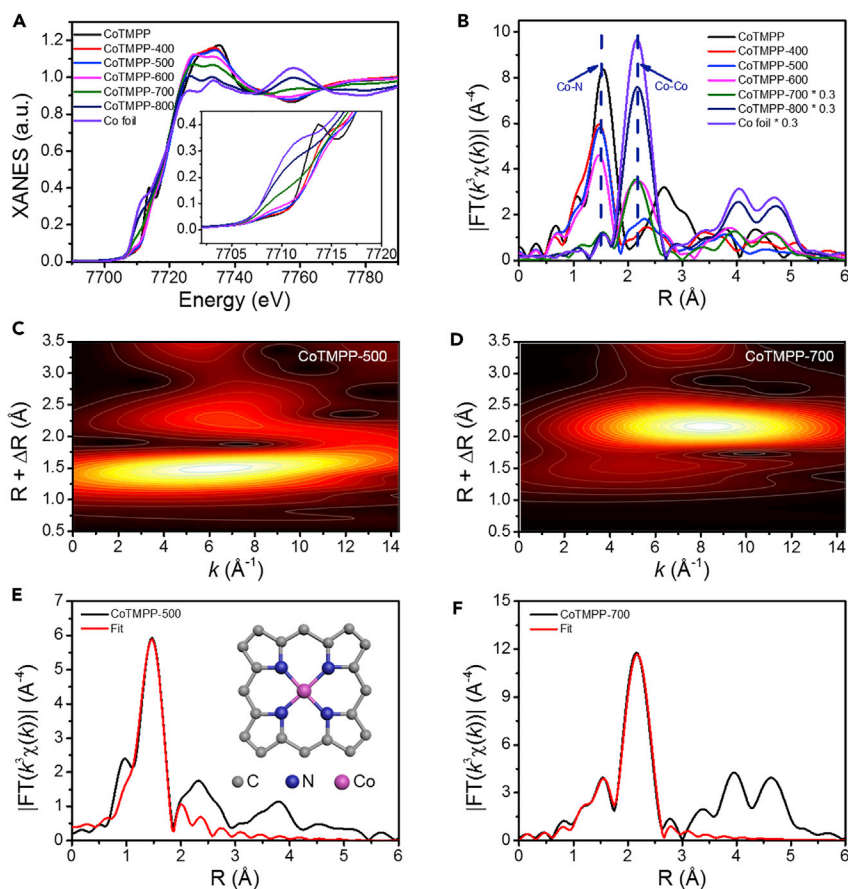 A
XANES (a.u.)
1.2
1.0
0.8
0.6
0.4
0.2
0.0
CoTMPP
CoTMPP-400
CoTMPP-500
CoTMPP-600
CoTMPP-700
CoTMPP-800
Co foil
0.4
0.3
0.2
0.1
0.0
7705 7710 7715 7720
7700 7720 7740 7760 7780
Energy (eV)
B
|FT(k³χ(k))| (A⁻⁴)
10
8
6
4
2
0
Co-N
Co-Co
CoTMPP
CoTMPP-400
CoTMPP-500
CoTMPP-600
CoTMPP-700 * 0.3
CoTMPP-800 * 0.3
Co foil * 0.3
0 1 2 3 4 5 6
R (Å)
C
CoTMPP-500
R + ΔR (Å)
3.5
3.0
2.5
2.0
1.5
1.0
0.5
0 2 4 6 8 10 12 14
k (Å⁻¹)
D
CoTMPP-700
R + ΔR (Å)
3.5
3.0
2.5
2.0
1.5
1.0
0.5
0 2 4 6 8 10 12 14
k (Å⁻¹)
E
|FT(k³χ(k))| (A⁻⁴)
7
6
5
4
3
2
1
0
CoTMPP-500
Fit
C N Co
0 1 2 3 4 5 6
R (Å)
F
|FT(k³χ(k))| (A⁻⁴)
15
12
9
6
3
0
CoTMPP-700
Fit
0 1 2 3 4 5 6
R (Å)